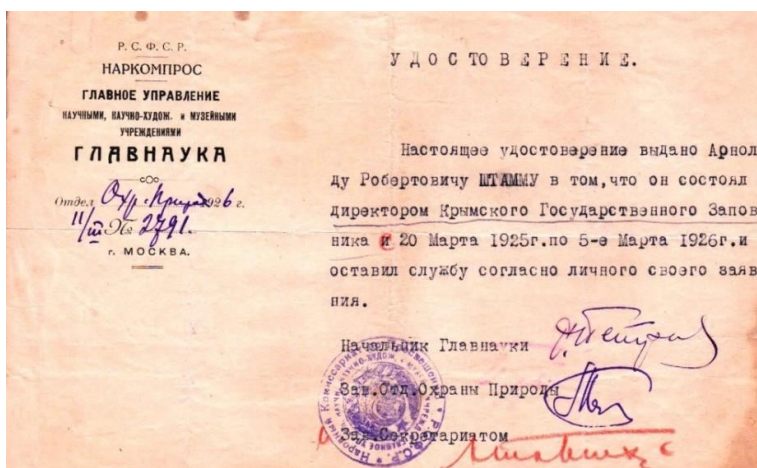 Р. С. Ф. С. Р.
НАРКОМПРОС
ГЛАВНОЕ УПРАВЛЕНИЕ
НАУЧНЫМИ, НАУЧНО-ХУДОЖ. и МУЗЕЙНЫМИ
УЧРЕЖДЕНИЯМИ
ГЛАВНАУКА
Отдел Охр. Природы 1926 г.
11/III № 2791.
г. МОСКВА.
УДОСТОВЕРЕНИЕ.
Настоящее удостоверение выдано Арнол
ду Робертовичу ШТАММУ в том, что он состоял
директором Крымского Государственного Запов
ника с 20 Марта 1925г. по 5-е Марта 1926г. и
оставил службу согласно личного своего заяв
ния.
Начальник Главнауки
Зав. Отд. Охраны Природы
Зав. Секретариатом